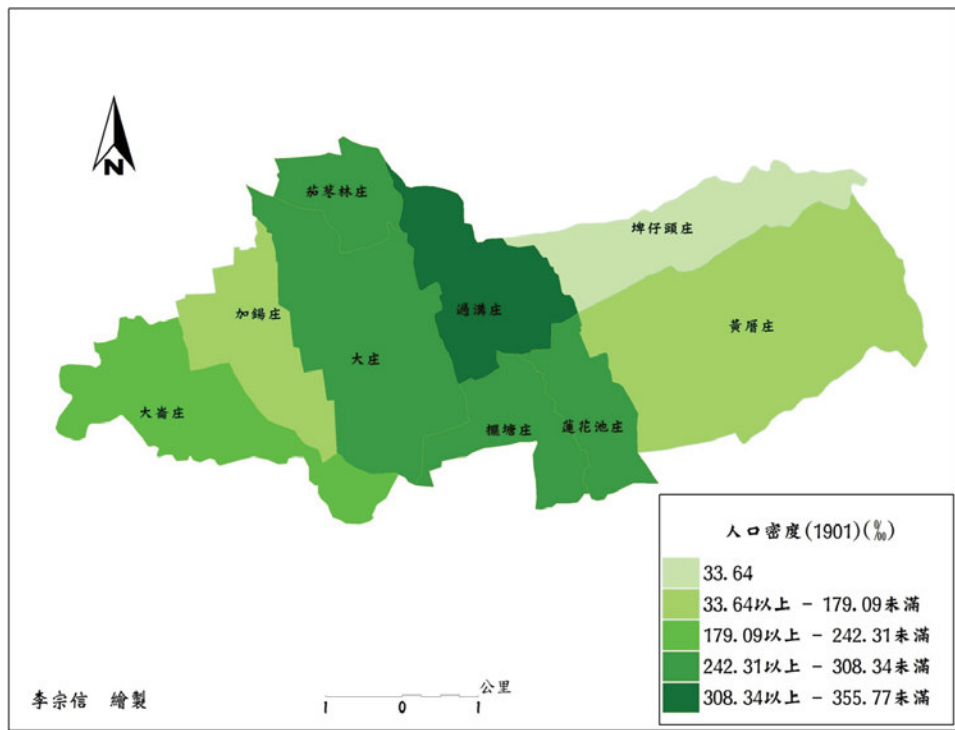 N
茄苳林庄
埤仔頭庄
加錫庄
過溝庄
黃厝庄
大庄
大崙庄
櫃塘庄
蓮花池庄
人口密度(1901)(‰)
33.64
33.64以上 - 179.09未滿
179.09以上 - 242.31未滿
242.31以上 - 308.34未滿
308.34以上 - 355.77未滿
李宗信 繪製
公里
1 0 1